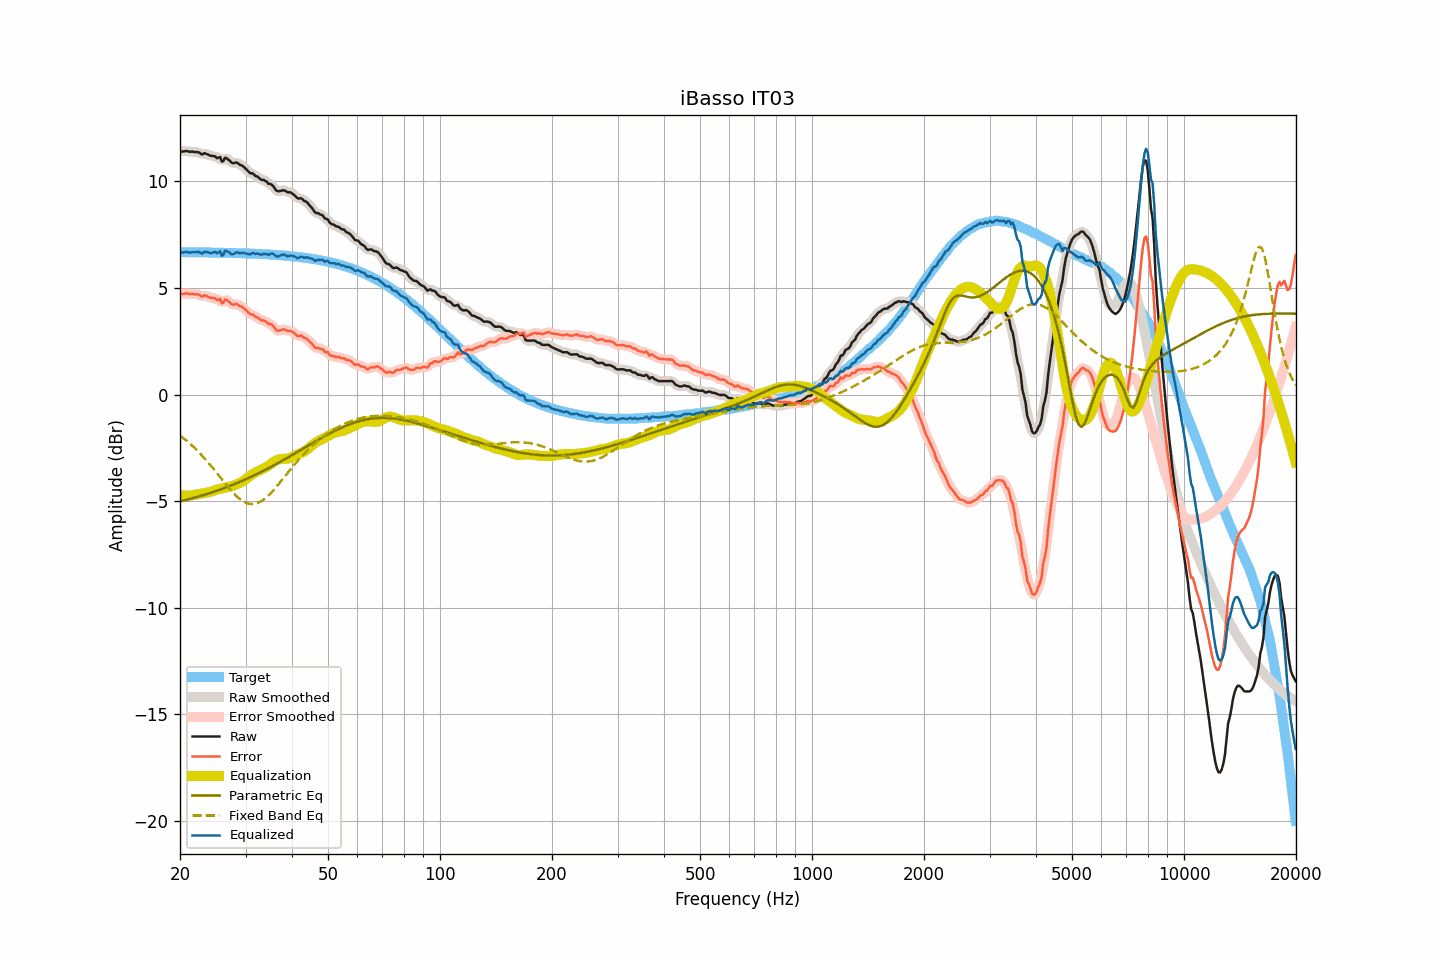 iBasso IT03
Amplitude (dBr)
10
5
0
−5
−10
−15
−20
Target
Raw Smoothed
Error Smoothed
Raw
Error
Equalization
Parametric Eq
Fixed Band Eq
Equalized
20 50 100 200 500 1000 2000 5000 10000 20000
Frequency (Hz)